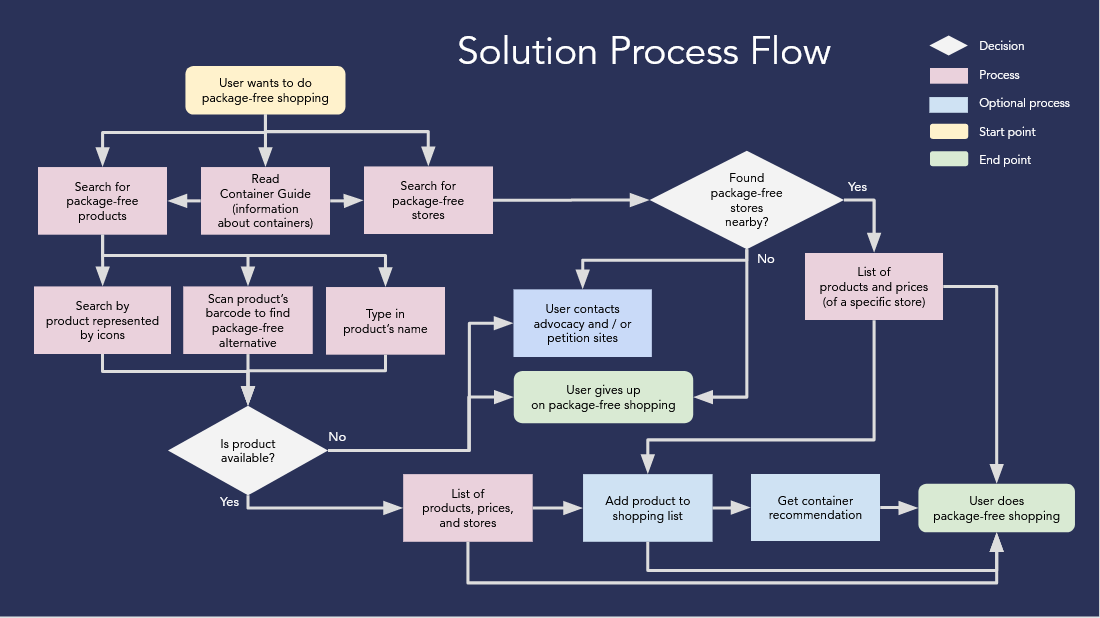 Solution Process Flow
Decision
Process
Optional process
Start point
End point
User wants to do
package-free shopping
Search for
package-free
products
Read
Container Guide
(information
about containers)
Search for
package-free
stores
Found
package-free
stores
nearby?
Yes
No
List of
products and prices
(of a specific store)
Search by
product represented
by icons
Scan product's
barcode to find
package-free
alternative
Type in
product's name
User contacts
advocacy and / or
petition sites
User gives up
on package-free shopping
Is product
available?
No
Yes
List of
products, prices,
and stores
Add product to
shopping list
Get container
recommendation
User does
package-free shopping